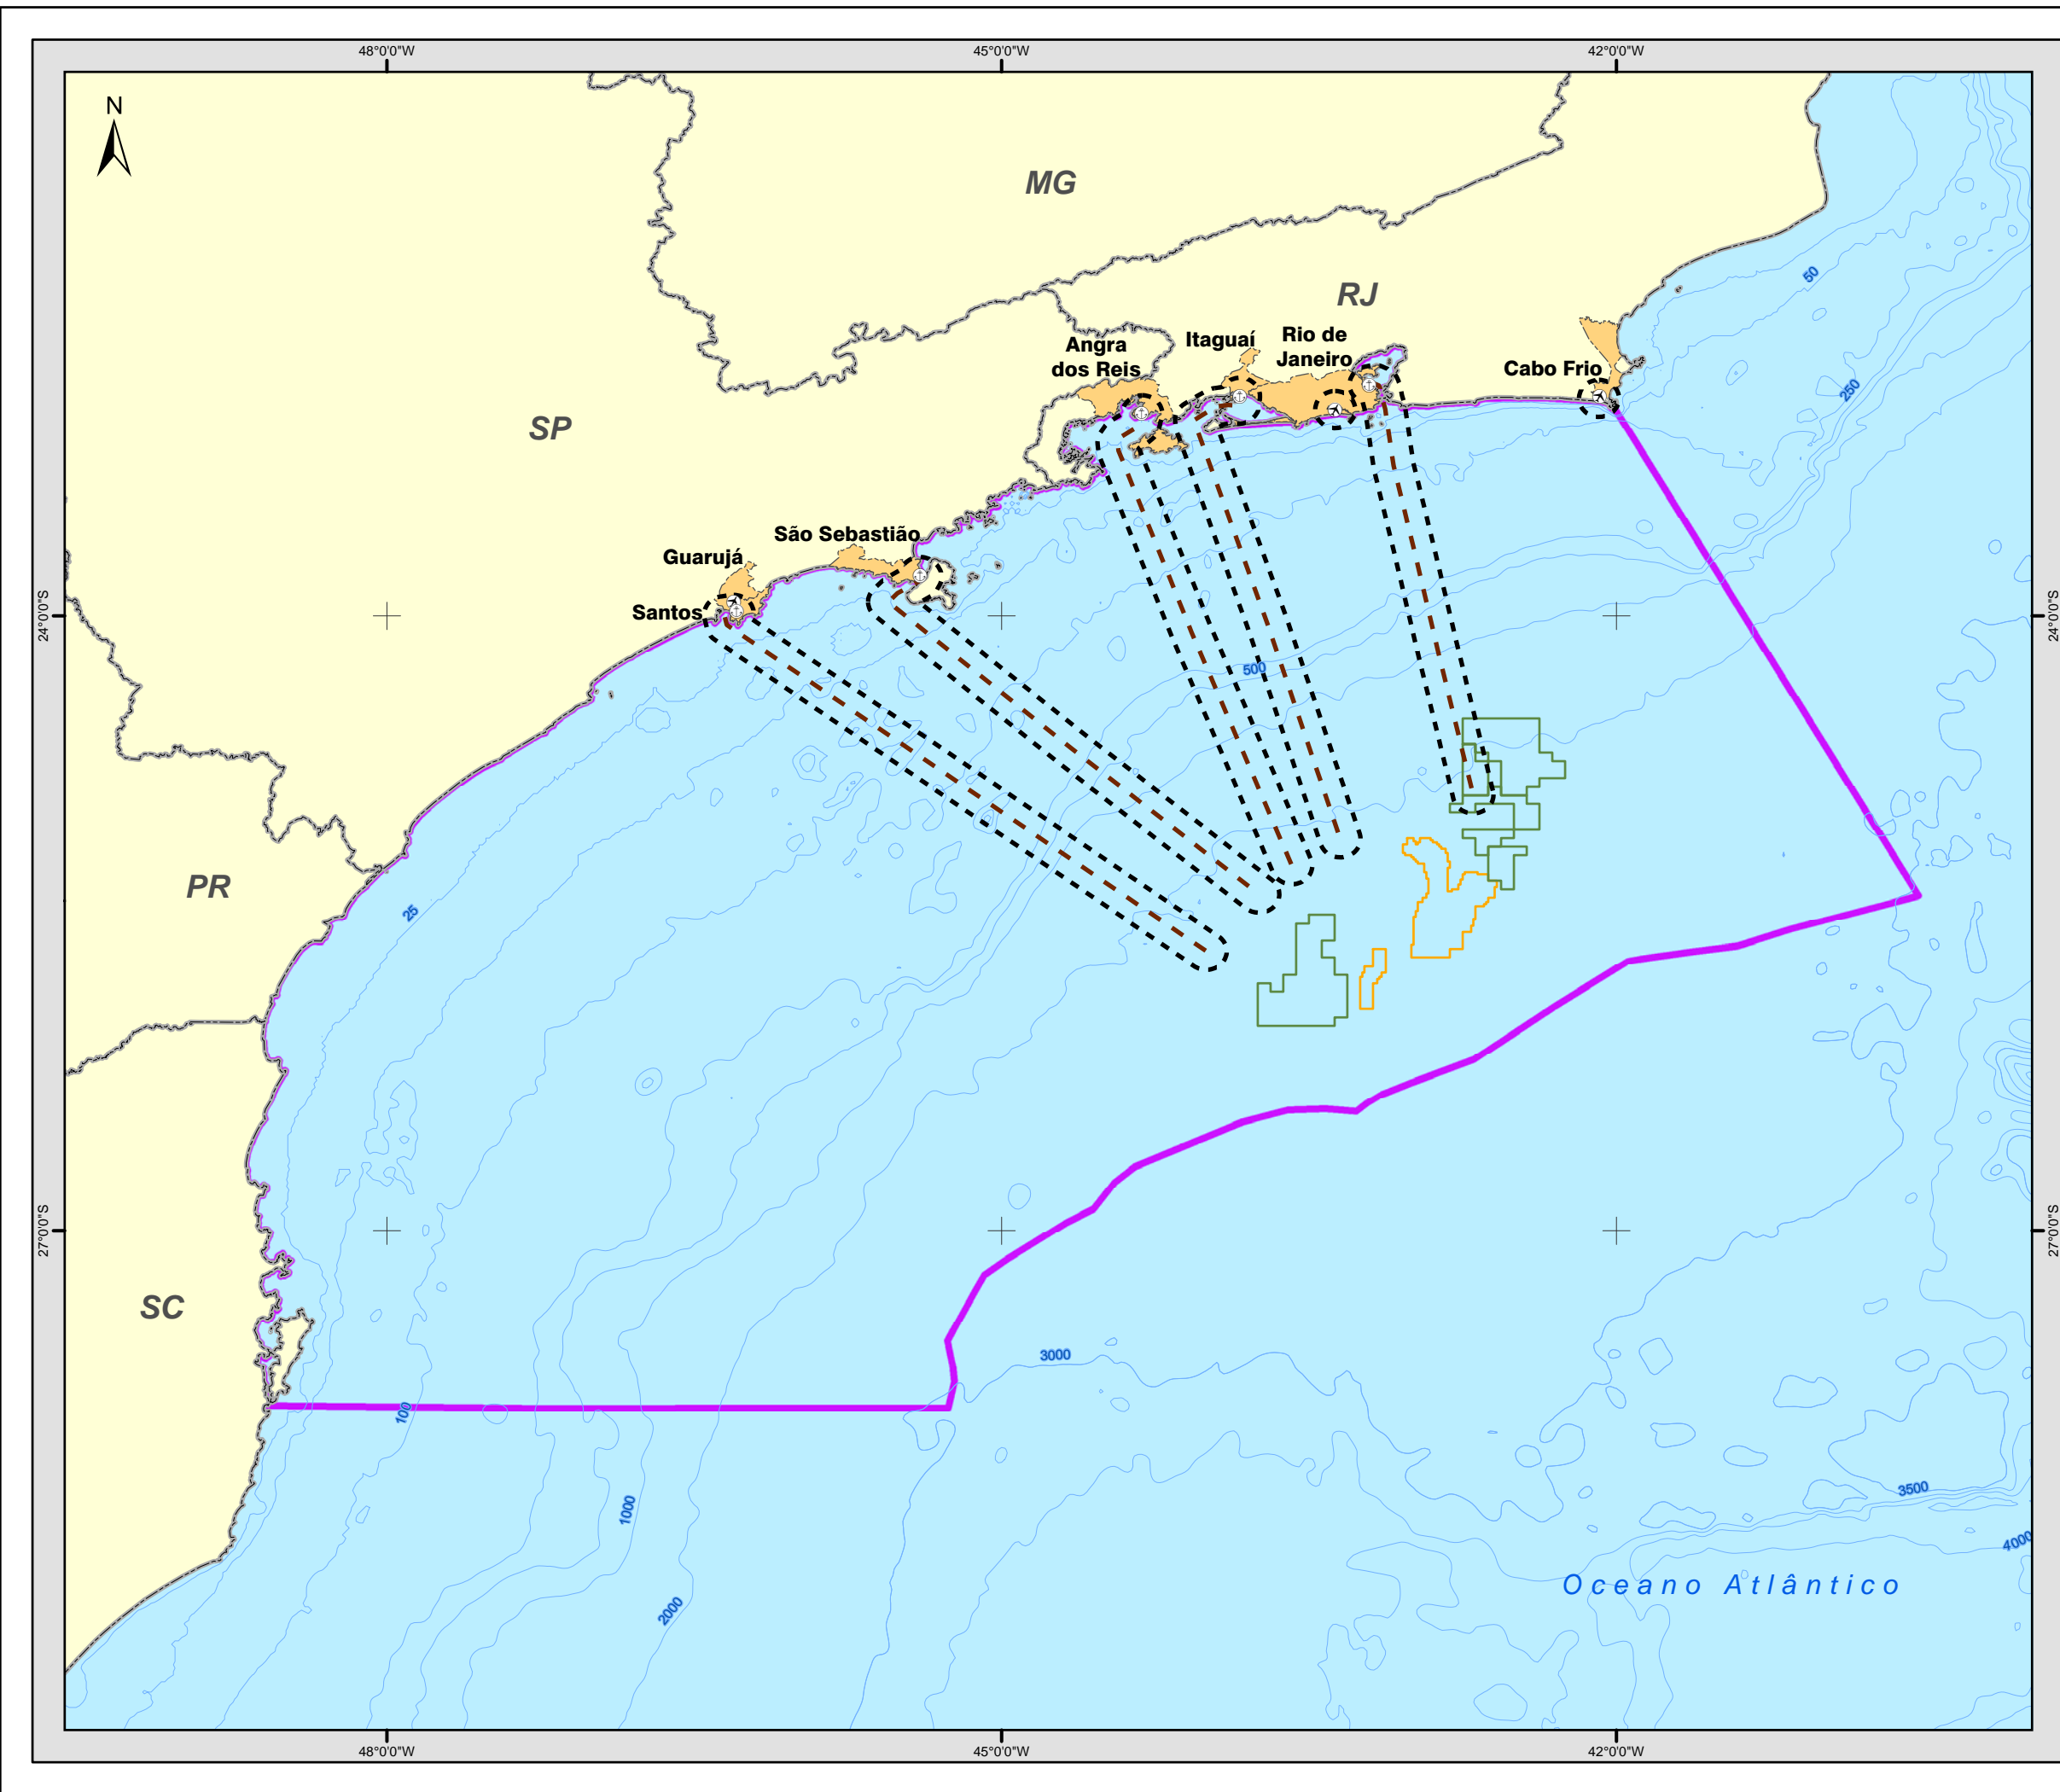 48°0'0"W
45°0'0"W
42°0'0"W
N
MG
50
RJ
Angra
dos Reis
Itaguaí
Rio de
Janeiro
Cabo Frio
250
SP
São Sebastião
Guarujá
Santos
24°0'0"S
24°0'0"S
500
PR
25
27°0'0"S
27°0'0"S
SC
3000
100
1000
3500
4000
2000
Oceano Atlântico
48°0'0"W
45°0'0"W
42°0'0"W